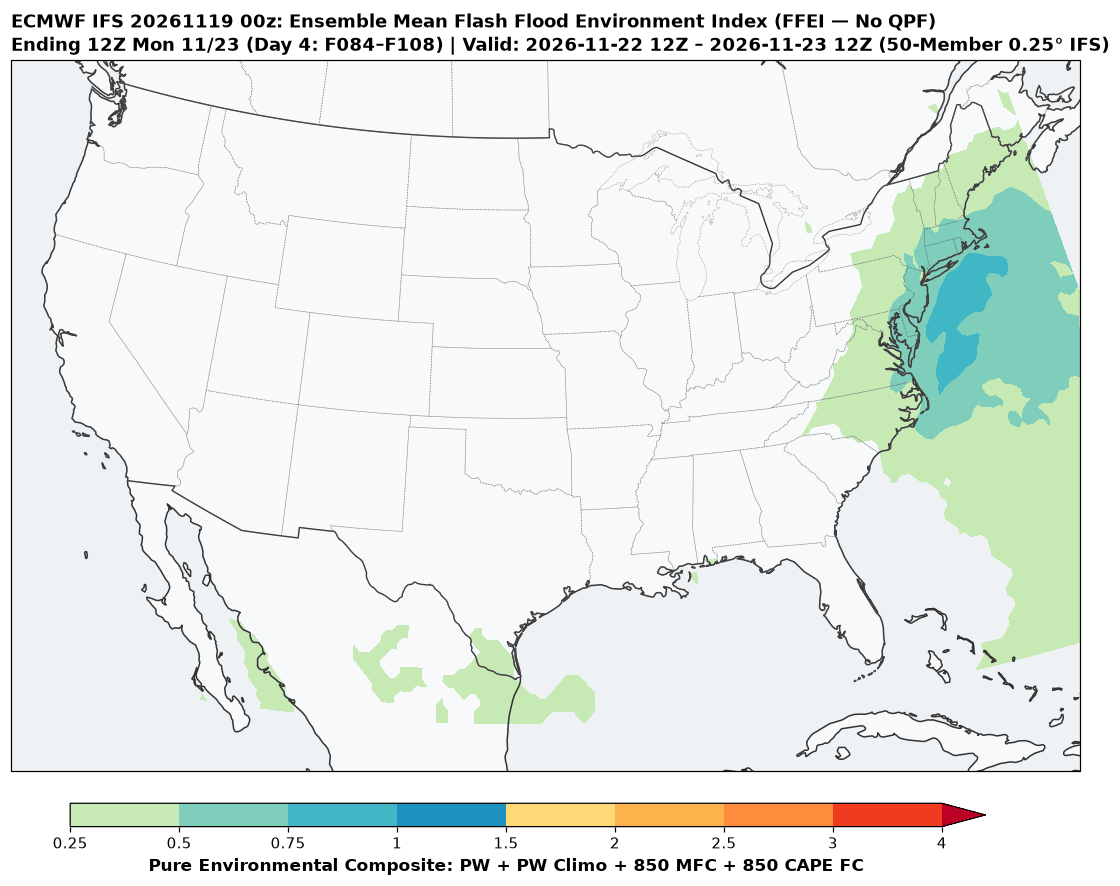 ECMWF IFS 20261119 00z: Ensemble Mean Flash Flood Environment Index (FFEI — No QPF)
Ending 12Z Mon 11/23 (Day 4: F084–F108) | Valid: 2026-11-22 12Z – 2026-11-23 12Z (50-Member 0.25° IFS)
0.25 0.5 0.75 1 1.5 2 2.5 3 4
Pure Environmental Composite: PW + PW Climo + 850 MFC + 850 CAPE FC